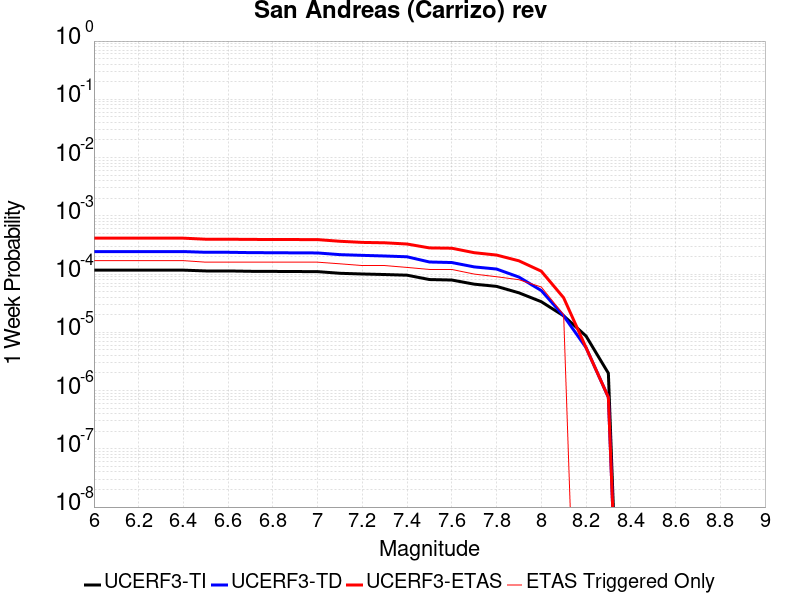 San Andreas (Carrizo) rev
10^0
10^-1
10^-2
10^-3
10^-4
10^-5
10^-6
10^-7
10^-8
1 Week Probability
6 6.2 6.4 6.6 6.8 7 7.2 7.4 7.6 7.8 8 8.2 8.4 8.6 8.8 9
Magnitude
UCERF3-TI UCERF3-TD UCERF3-ETAS ETAS Triggered Only